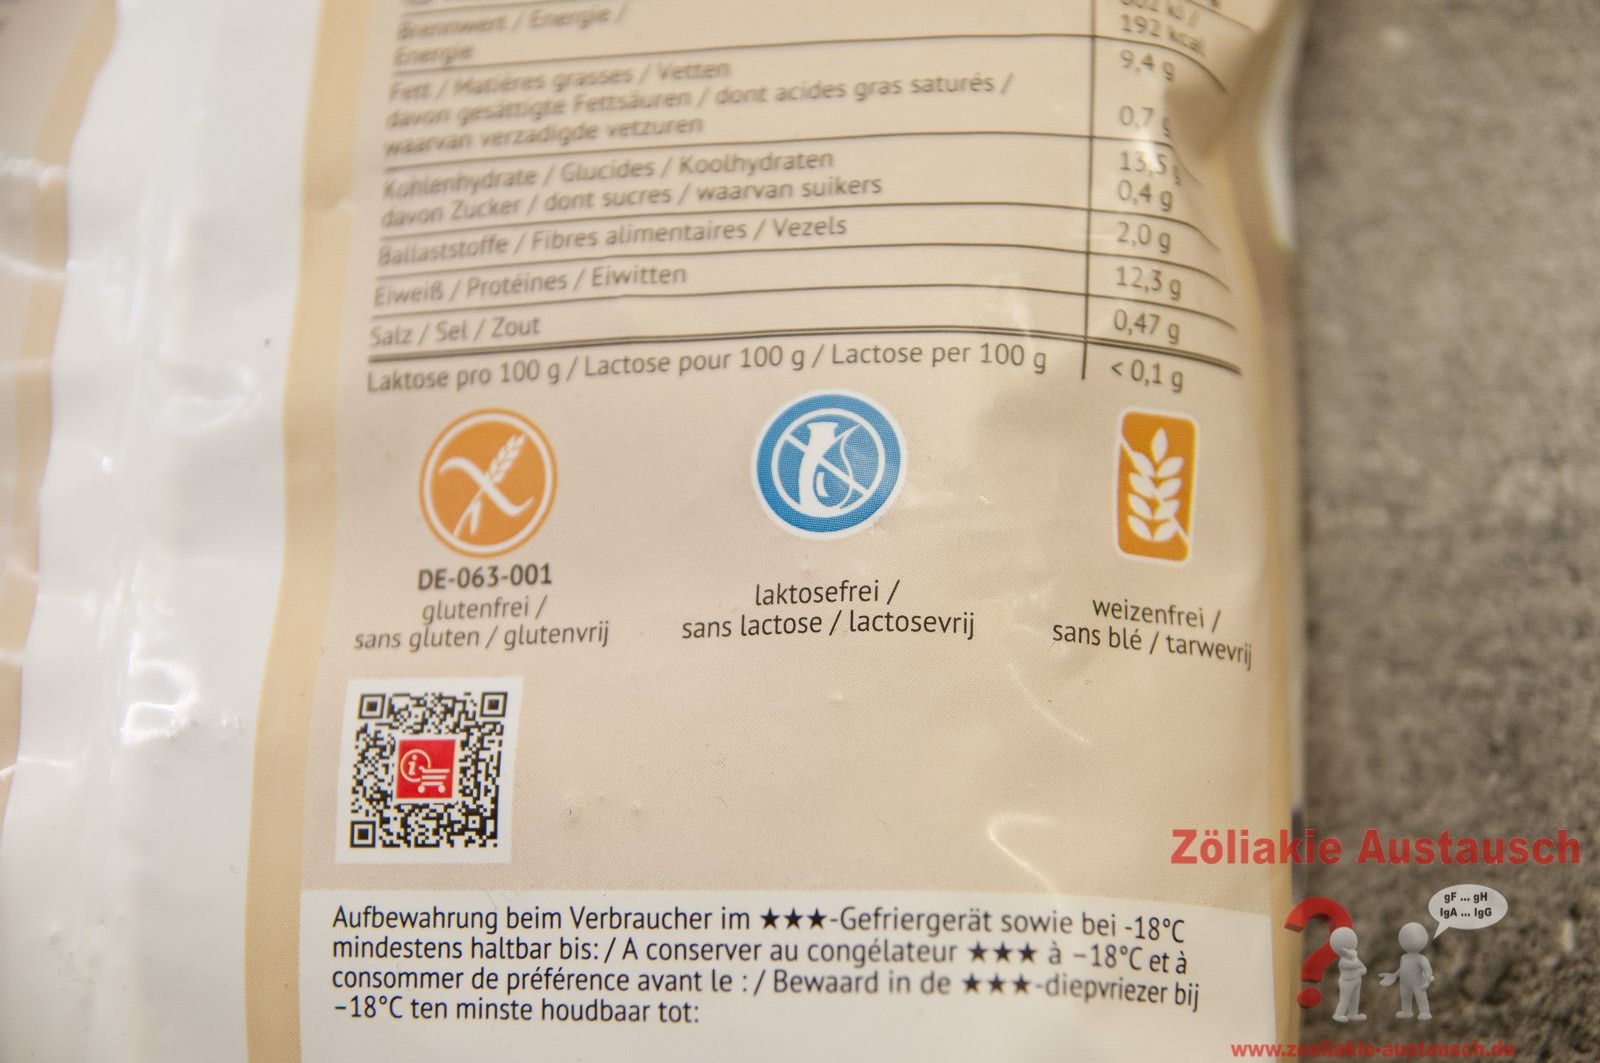 Brennwert / Energie /
Energie
192 kcal
Fett / Matières grasses / Vetten 9,4 g
davon gesättigte Fettsäuren / dont acides gras saturés /
waarvan verzadigde vetzuren 0,7 g
Kohlenhydrate / Glucides / Koolhydraten 13,5 g
davon Zucker / dont sucres / waarvan suikers 0,4 g
Ballaststoffe / Fibres alimentaires / Vezels 2,0 g
Eiweiß / Protéines / Eiwitten 12,3 g
Salz / Sel / Zout 0,47 g
Laktose pro 100 g / Lactose pour 100 g / Lactose per 100 g < 0,1 g
DE-063-001
glutenfrei /
sans gluten / glutenvrij
laktosefrei /
sans lactose / lactosevrij
weizenfrei /
sans blé / tarwevrij
Aufbewahrung beim Verbraucher im ★★★-Gefriergerät sowie bei -18°C
mindestens haltbar bis: / A conserver au congélateur ★★★ à –18°C et à
consommer de préférence avant le : / Bewaard in de ★★★-diepvriezer bij
–18°C ten minste houdbaar tot:
Zöliakie Austausch
gF ... gH
IgA ... IgG
www.zoeliakie-austausch.de